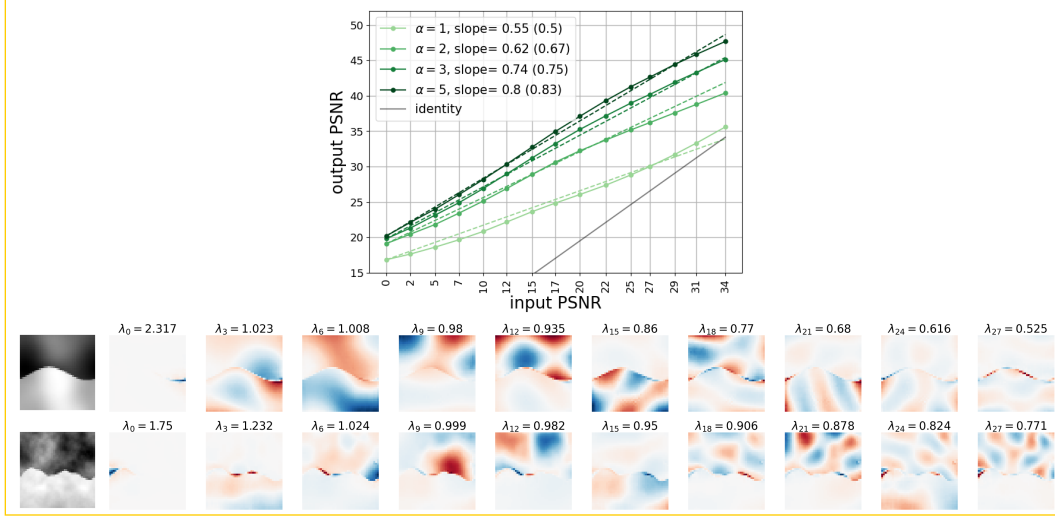 50
45
40
35
30
25
20
15
output PSNR
α = 1, slope= 0.55 (0.5)
α = 2, slope= 0.62 (0.67)
α = 3, slope= 0.74 (0.75)
α = 5, slope= 0.8 (0.83)
identity
0 2 5 7 10 12 15 17 20 22 25 27 29 31 34
input PSNR
λ0 = 2.317 λ3 = 1.023 λ6 = 1.008 λ9 = 0.98 λ12 = 0.935 λ15 = 0.86 λ18 = 0.77 λ21 = 0.68 λ24 = 0.616 λ27 = 0.525
λ0 = 1.75 λ3 = 1.232 λ6 = 1.024 λ9 = 0.999 λ12 = 0.982 λ15 = 0.95 λ18 = 0.906 λ21 = 0.878 λ24 = 0.824 λ27 = 0.771